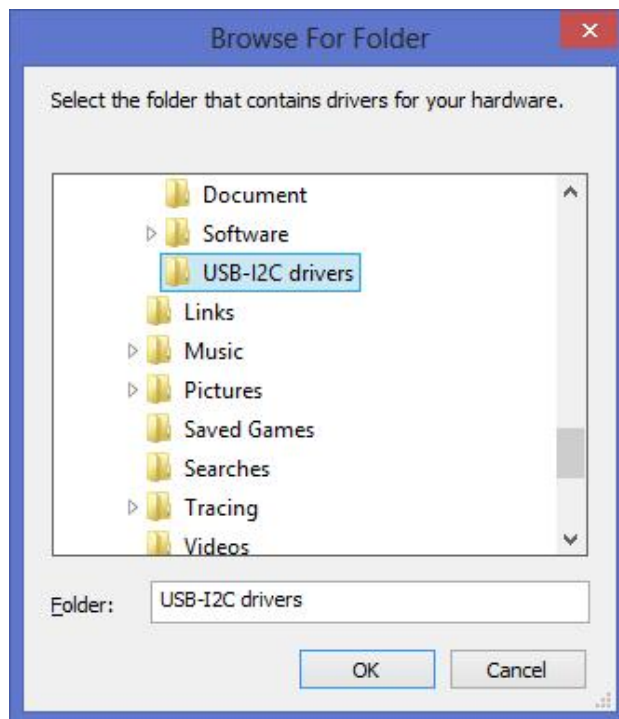 Browse For Folder
Select the folder that contains drivers for your hardware.
Document
Software
USB-I2C drivers
Links
Music
Pictures
Saved Games
Searches
Tracing
Videos
Folder: USB-I2C drivers
OK Cancel